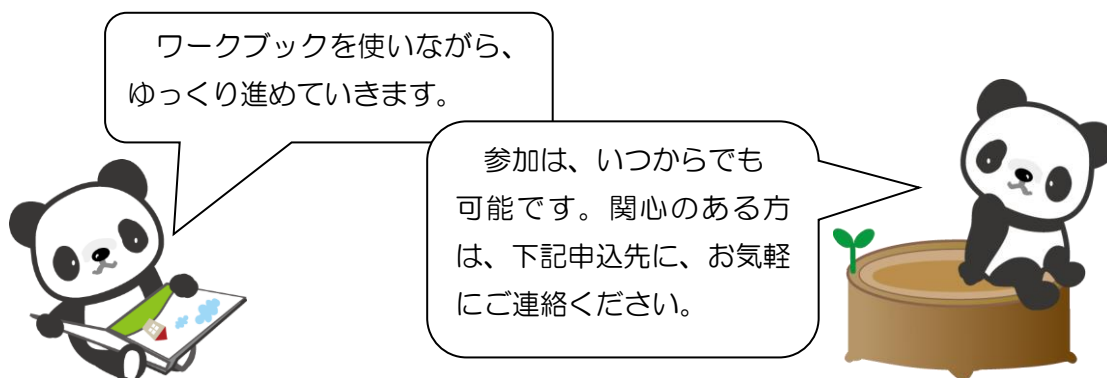 ワークブックを使いながら、
ゆっくり進めていきます。
参加は、いつからでも
可能です。関心のある方
は、下記申込先に、お気軽
にご連絡ください。